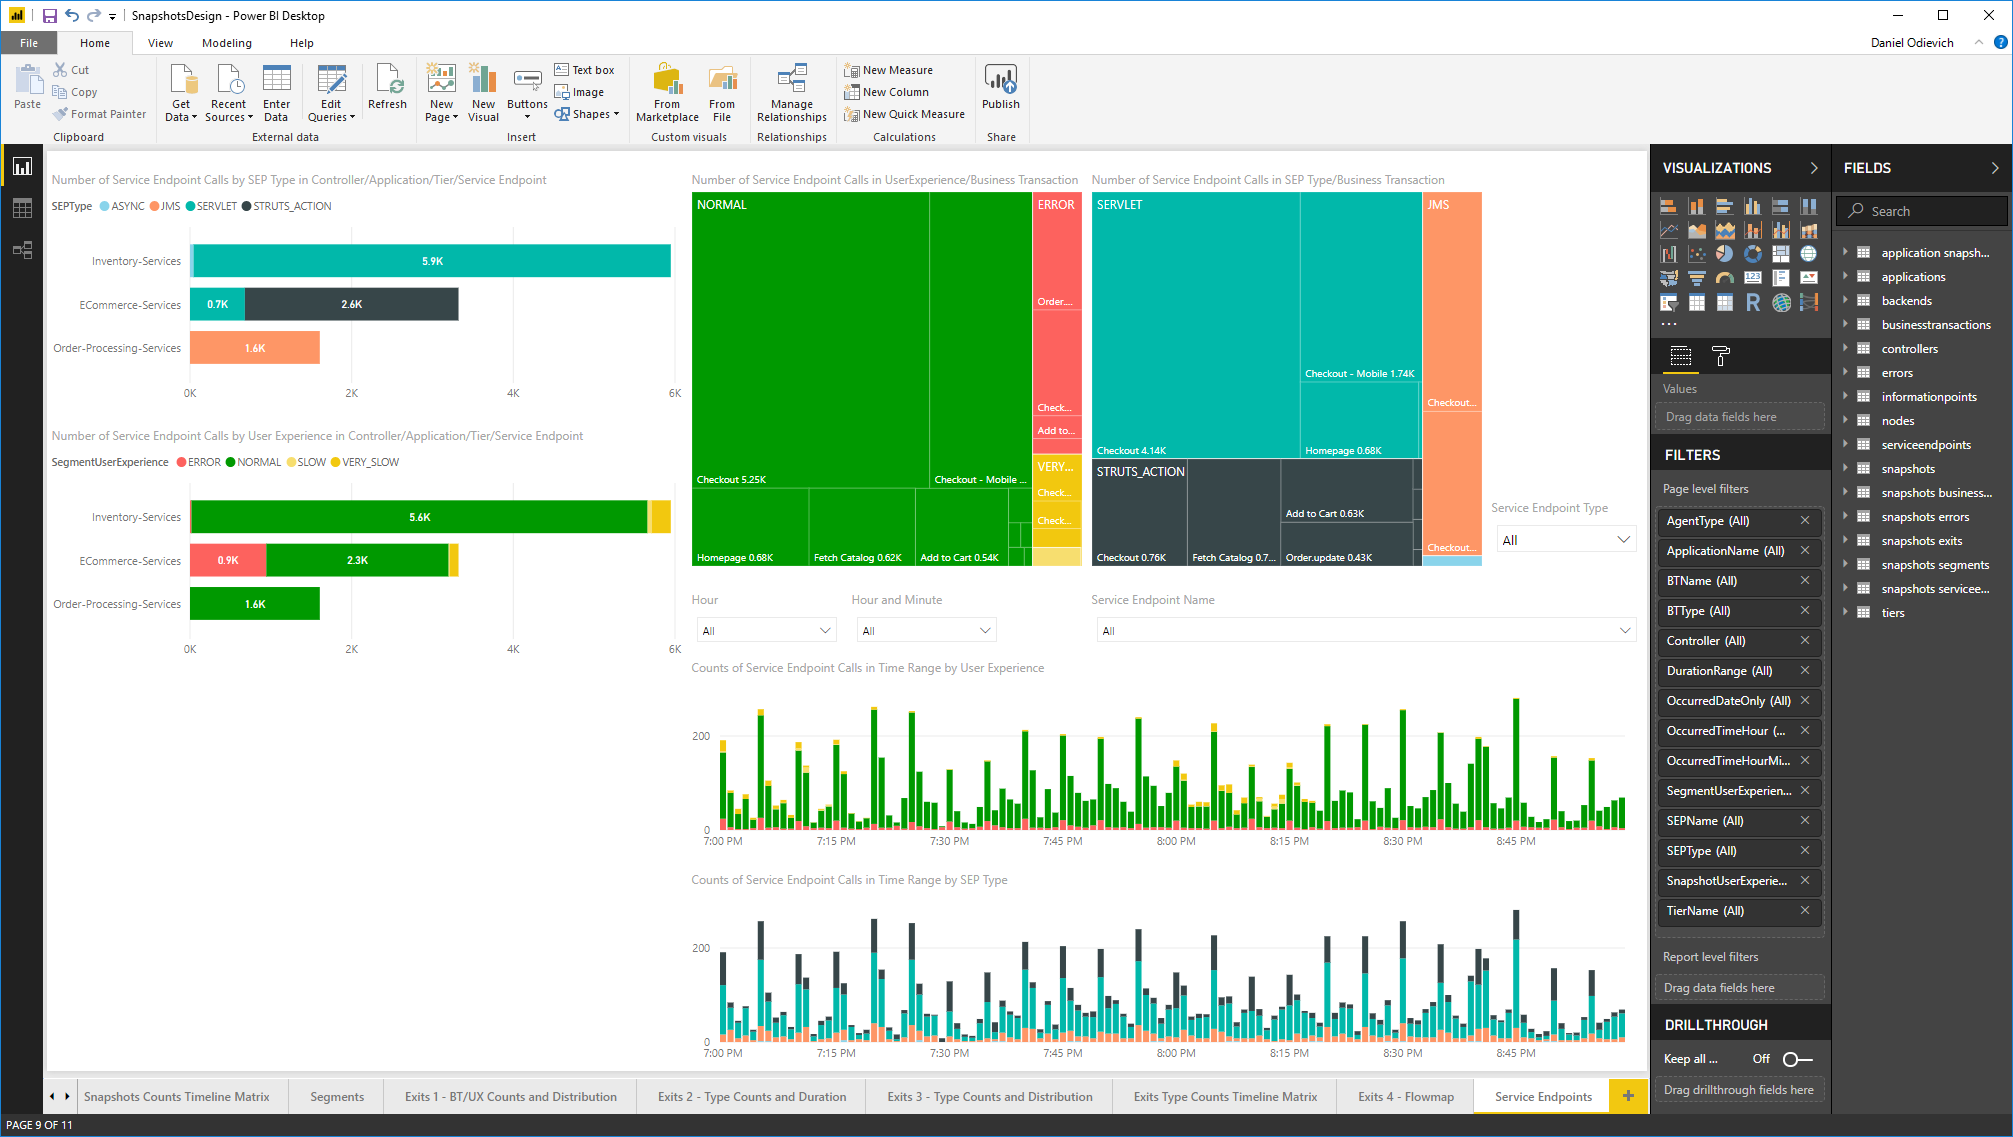 SnapshotsDesign - Power BI Desktop
File
Home
View
Modeling
Help
Daniel Odievich
?
Paste
Cut
Copy
Format Painter
Clipboard
Get Data
Recent Sources
Enter Data
Edit Queries
Refresh
External data
New Page
New Visual
Buttons
Text box
Image
Shapes
Insert
From Marketplace
From File
Custom visuals
Manage Relationships
Relationships
New Measure
New Column
New Quick Measure
Calculations
Publish
Share
Number of Service Endpoint Calls by SEP Type in Controller/Application/Tier/Service Endpoint
SEPType ASYNC JMS SERVLET STRUTS_ACTION
Inventory-Services 5.9K
ECommerce-Services 0.7K 2.6K
Order-Processing-Services 1.6K
0K 2K 4K 6K
Number of Service Endpoint Calls by User Experience in Controller/Application/Tier/Service Endpoint
SegmentUserExperience ERROR NORMAL SLOW VERY_SLOW
Inventory-Services 5.6K
ECommerce-Services 0.9K 2.3K
Order-Processing-Services 1.6K
0K 2K 4K 6K
Number of Service Endpoint Calls in UserExperience/Business Transaction
NORMAL
ERROR
Order....
Check...
Add to...
VERY...
Check...
Check...
Checkout 5.25K
Checkout - Mobile ...
Homepage 0.68K
Fetch Catalog 0.62K
Add to Cart 0.54K
Number of Service Endpoint Calls in SEP Type/Business Transaction
SERVLET
JMS
Checkout - Mobile 1.74K
Checkout...
Checkout 4.14K
Homepage 0.68K
STRUTS_ACTION
Add to Cart 0.63K
Checkout 0.76K
Fetch Catalog 0.7...
Order.update 0.43K
Checkout...
Service Endpoint Type
All
Hour
All
Hour and Minute
All
Service Endpoint Name
All
Counts of Service Endpoint Calls in Time Range by User Experience
200
0
7:00 PM 7:15 PM 7:30 PM 7:45 PM 8:00 PM 8:15 PM 8:30 PM 8:45 PM
Counts of Service Endpoint Calls in Time Range by SEP Type
200
0
7:00 PM 7:15 PM 7:30 PM 7:45 PM 8:00 PM 8:15 PM 8:30 PM 8:45 PM
VISUALIZATIONS
123
R
...
Values
Drag data fields here
FILTERS
Page level filters
AgentType (All)
ApplicationName (All)
BTName (All)
BTType (All)
Controller (All)
DurationRange (All)
OccurredDateOnly (All)
OccurredTimeHour (...
OccurredTimeHourMi...
SegmentUserExperien...
SEPName (All)
SEPType (All)
SnapshotUserExperie...
TierName (All)
Report level filters
Drag data fields here
DRILLTHROUGH
Keep all ... Off
Drag drillthrough fields here
FIELDS
Search
application snapsh...
applications
backends
businesstransactions
controllers
errors
informationpoints
nodes
serviceendpoints
snapshots
snapshots business...
snapshots errors
snapshots exits
snapshots segments
snapshots servicee...
tiers
Snapshots Counts Timeline Matrix
Segments
Exits 1 - BT/UX Counts and Distribution
Exits 2 - Type Counts and Duration
Exits 3 - Type Counts and Distribution
Exits Type Counts Timeline Matrix
Exits 4 - Flowmap
Service Endpoints
+
PAGE 9 OF 11